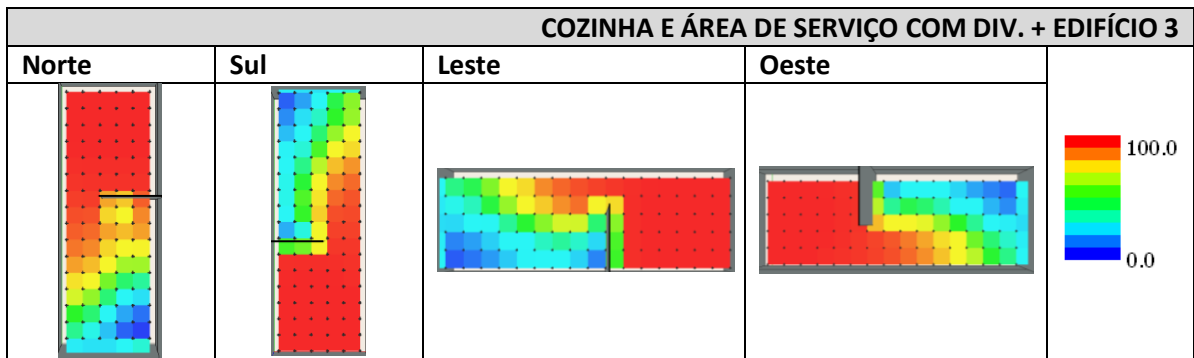 COZINHA E ÁREA DE SERVIÇO COM DIV. + EDIFÍCIO 3
Norte Sul Leste Oeste
100.0
0.0